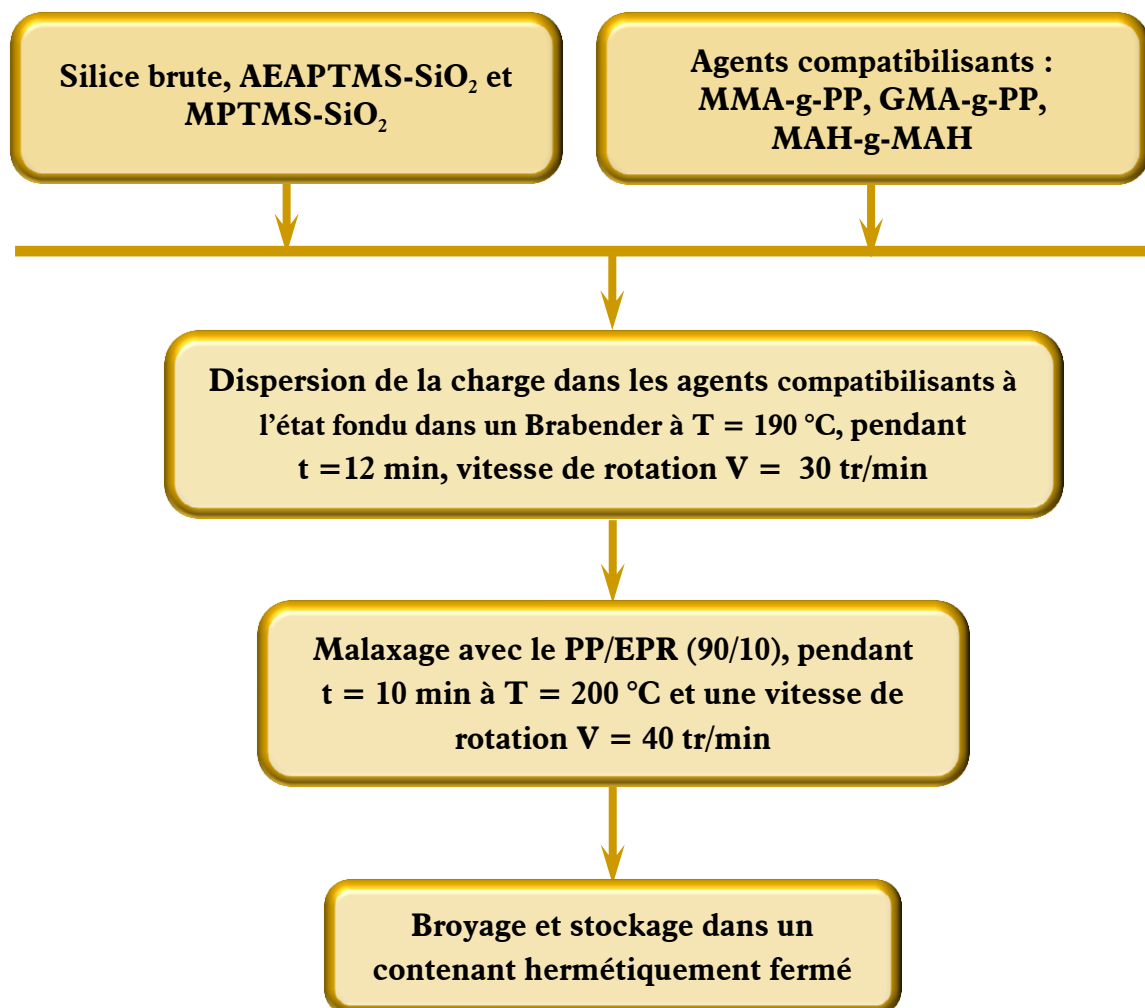 Silice brute, AEAPTMS-SiO₂ et
MPTMS-SiO₂
Agents compatibilisants :
MMA-g-PP, GMA-g-PP,
MAH-g-MAH
Dispersion de la charge dans les agents compatibilisants à
l’état fondu dans un Brabender à T = 190 °C, pendant
t =12 min, vitesse de rotation V = 30 tr/min
Malaxage avec le PP/EPR (90/10), pendant
t = 10 min à T = 200 °C et une vitesse de
rotation V = 40 tr/min
Broyage et stockage dans un
contenant hermétiquement fermé